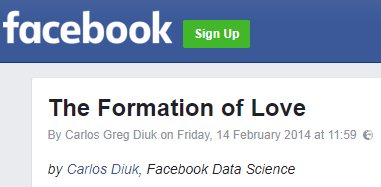 facebook
Sign Up
The Formation of Love
By Carlos Greg Diuk on Friday, 14 February 2014 at 11:59
by Carlos Diuk, Facebook Data Science